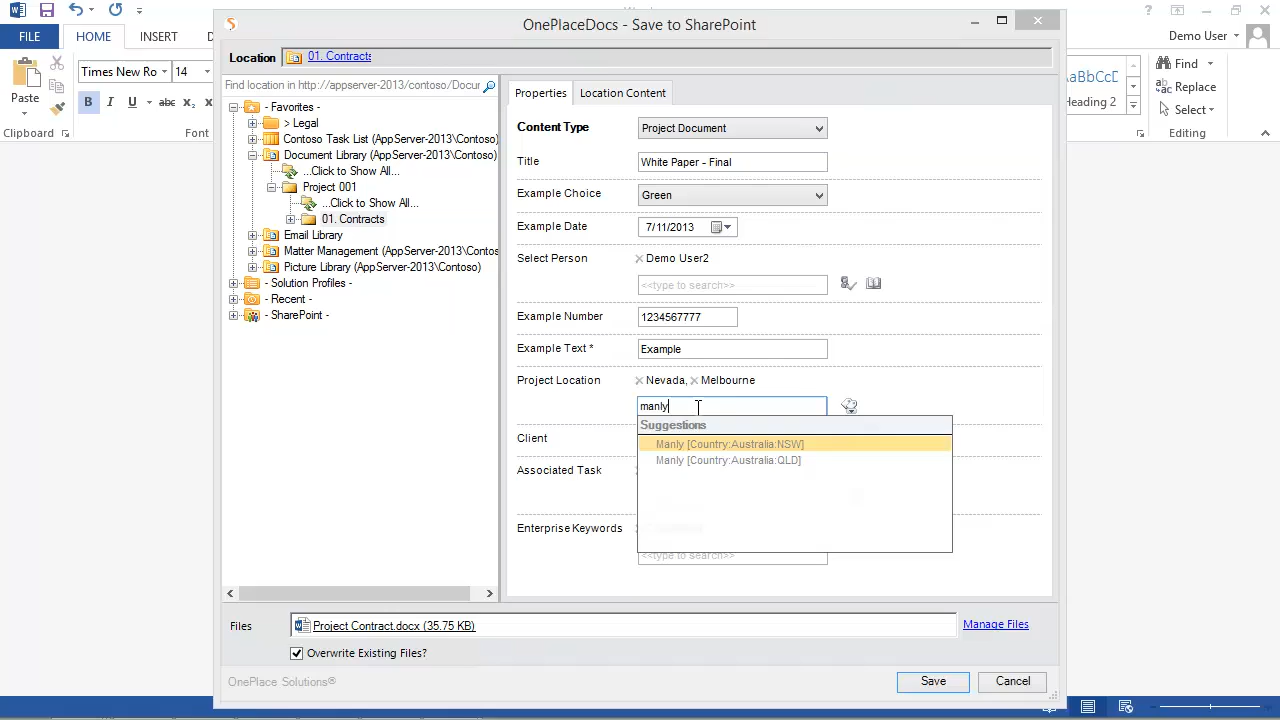 OnePlaceDocs - Save to SharePoint
FILE
HOME
INSERT
Demo User
Times New Ro
14
Paste
B I U abc x
Clipboard
Font
Heading 2
Find
Replace
Select
Editing
Location
01. Contracts
Find location in http://appserver-2013/contoso/Docur
- Favorites -
> Legal
Contoso Task List (AppServer-2013\Contoso)
Document Library (AppServer-2013\Contoso)
...Click to Show All...
Project 001
...Click to Show All...
01. Contracts
Email Library
Matter Management (AppServer-2013\Contos
Picture Library (AppServer-2013\Contoso)
- Solution Profiles -
- Recent -
- SharePoint -
Properties
Location Content
Content Type
Project Document
Title
White Paper - Final
Example Choice
Green
Example Date
7/11/2013
Select Person
Demo User2
<<type to search>>
Example Number
1234567777
Example Text *
Example
Project Location
Nevada, Melbourne
manly
Suggestions
Manly [Country:Australia:NSW]
Manly [Country:Australia:QLD]
Client
Associated Task
Enterprise Keywords
<<type to search>>
Files
Project Contract.docx (35.75 KB)
Manage Files
Overwrite Existing Files?
OnePlace Solutions®
Save
Cancel